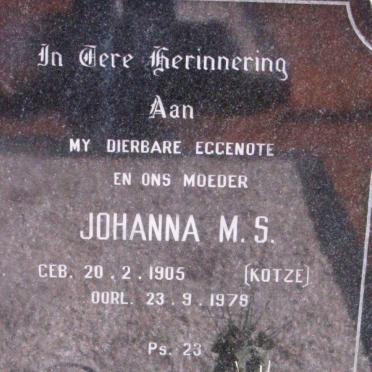 In Tere Herinnering
Aan
MY DIERBARE ECCENOTE
EN ONS MOEDER
JOHANNA M.S.
GEB. 20.2.1905 (KOTZE)
OORL. 23.9.1978
Ps. 23